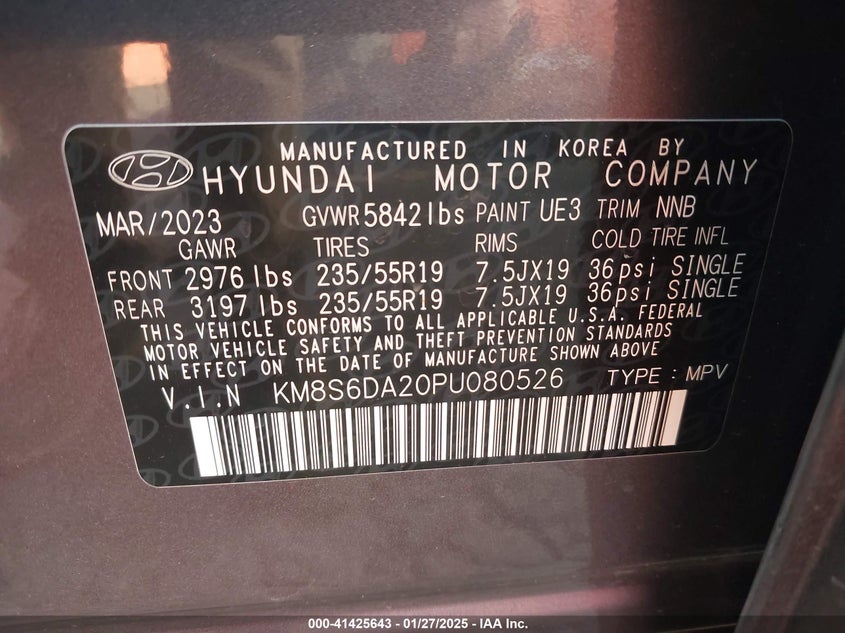 MANUFACTURED IN KOREA BY
HYUNDAI MOTOR COMPANY
MAR/2023 GVWR 5842 lbs PAINT UE3 TRIM NNB
GAWR TIRES RIMS COLD TIRE INFL
FRONT 2976 lbs 235/55R19 7.5JX19 36psi SINGLE
REAR 3197 lbs 235/55R19 7.5JX19 36psi SINGLE
THIS VEHICLE CONFORMS TO ALL APPLICABLE U.S.A. FEDERAL
MOTOR VEHICLE SAFETY AND THEFT PREVENTION STANDARDS
IN EFFECT ON THE DATE OF MANUFACTURE SHOWN ABOVE
V.I.N KM8S6DA20PU080526 TYPE : MPV
000-41425643 — 01/27/2025 — IAA Inc.